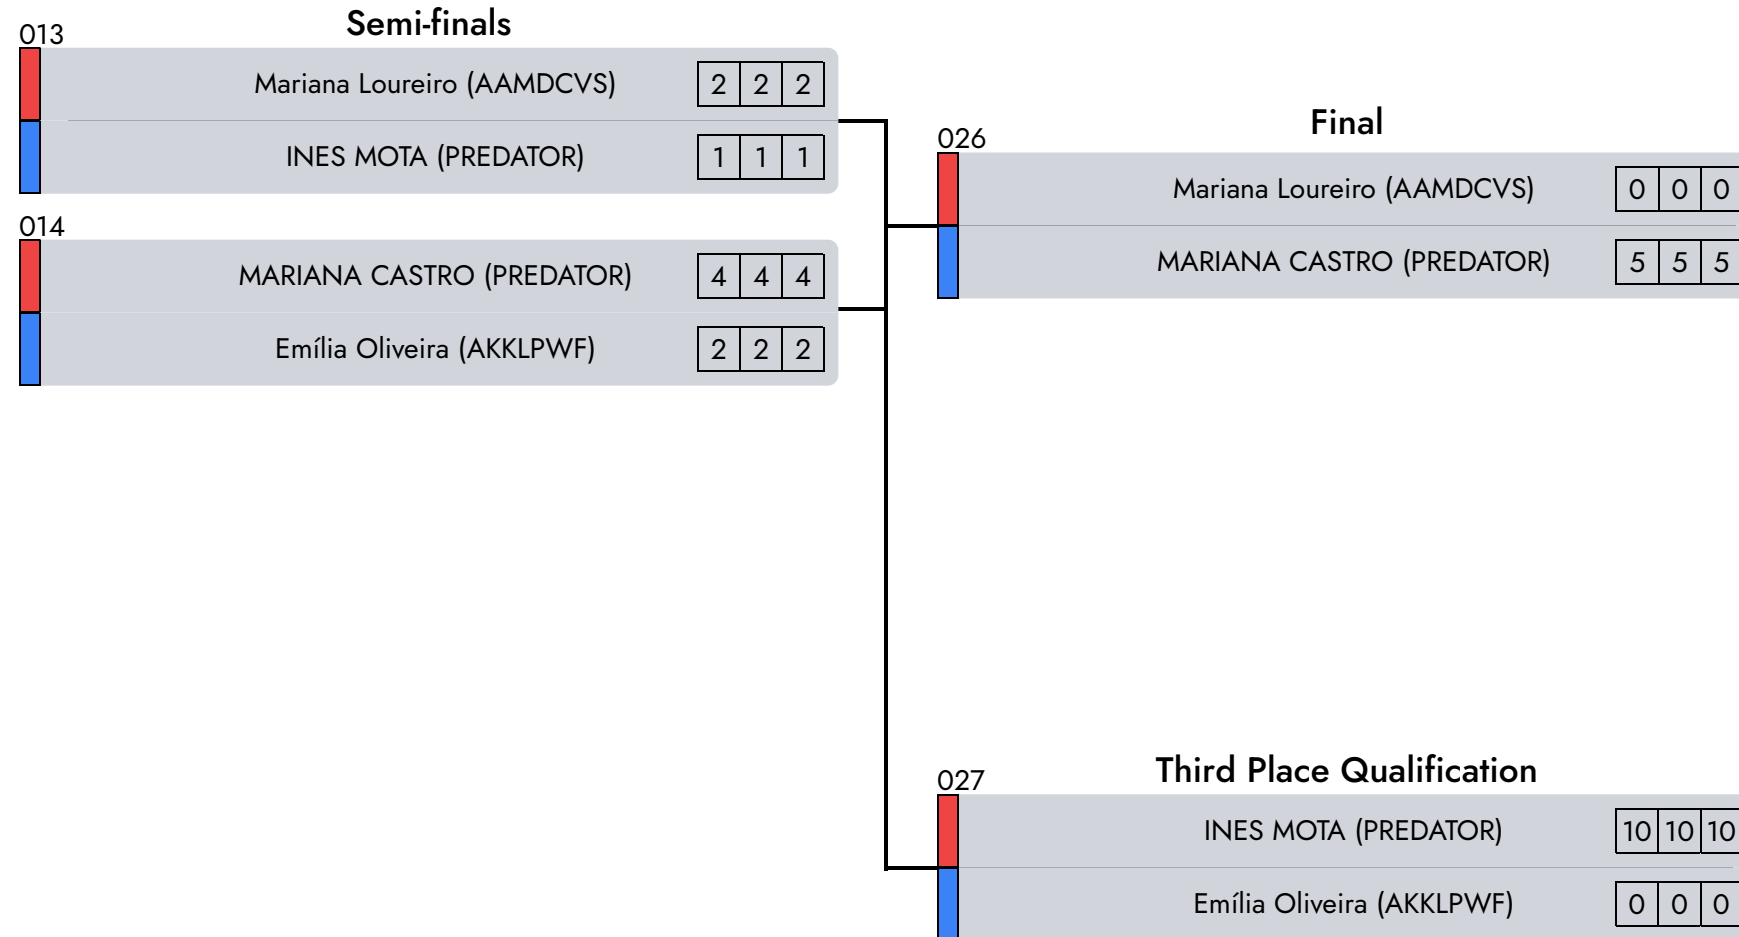 Semi-finals
013
Mariana Loureiro (AAMDCVS) 2 2 2
INES MOTA (PREDATOR) 1 1 1
014
MARIANA CASTRO (PREDATOR) 4 4 4
Emília Oliveira (AKKLPWF) 2 2 2
Final
026
Mariana Loureiro (AAMDCVS) 0 0 0
MARIANA CASTRO (PREDATOR) 5 5 5
Third Place Qualification
027
INES MOTA (PREDATOR) 10 10 10
Emília Oliveira (AKKLPWF) 0 0 0